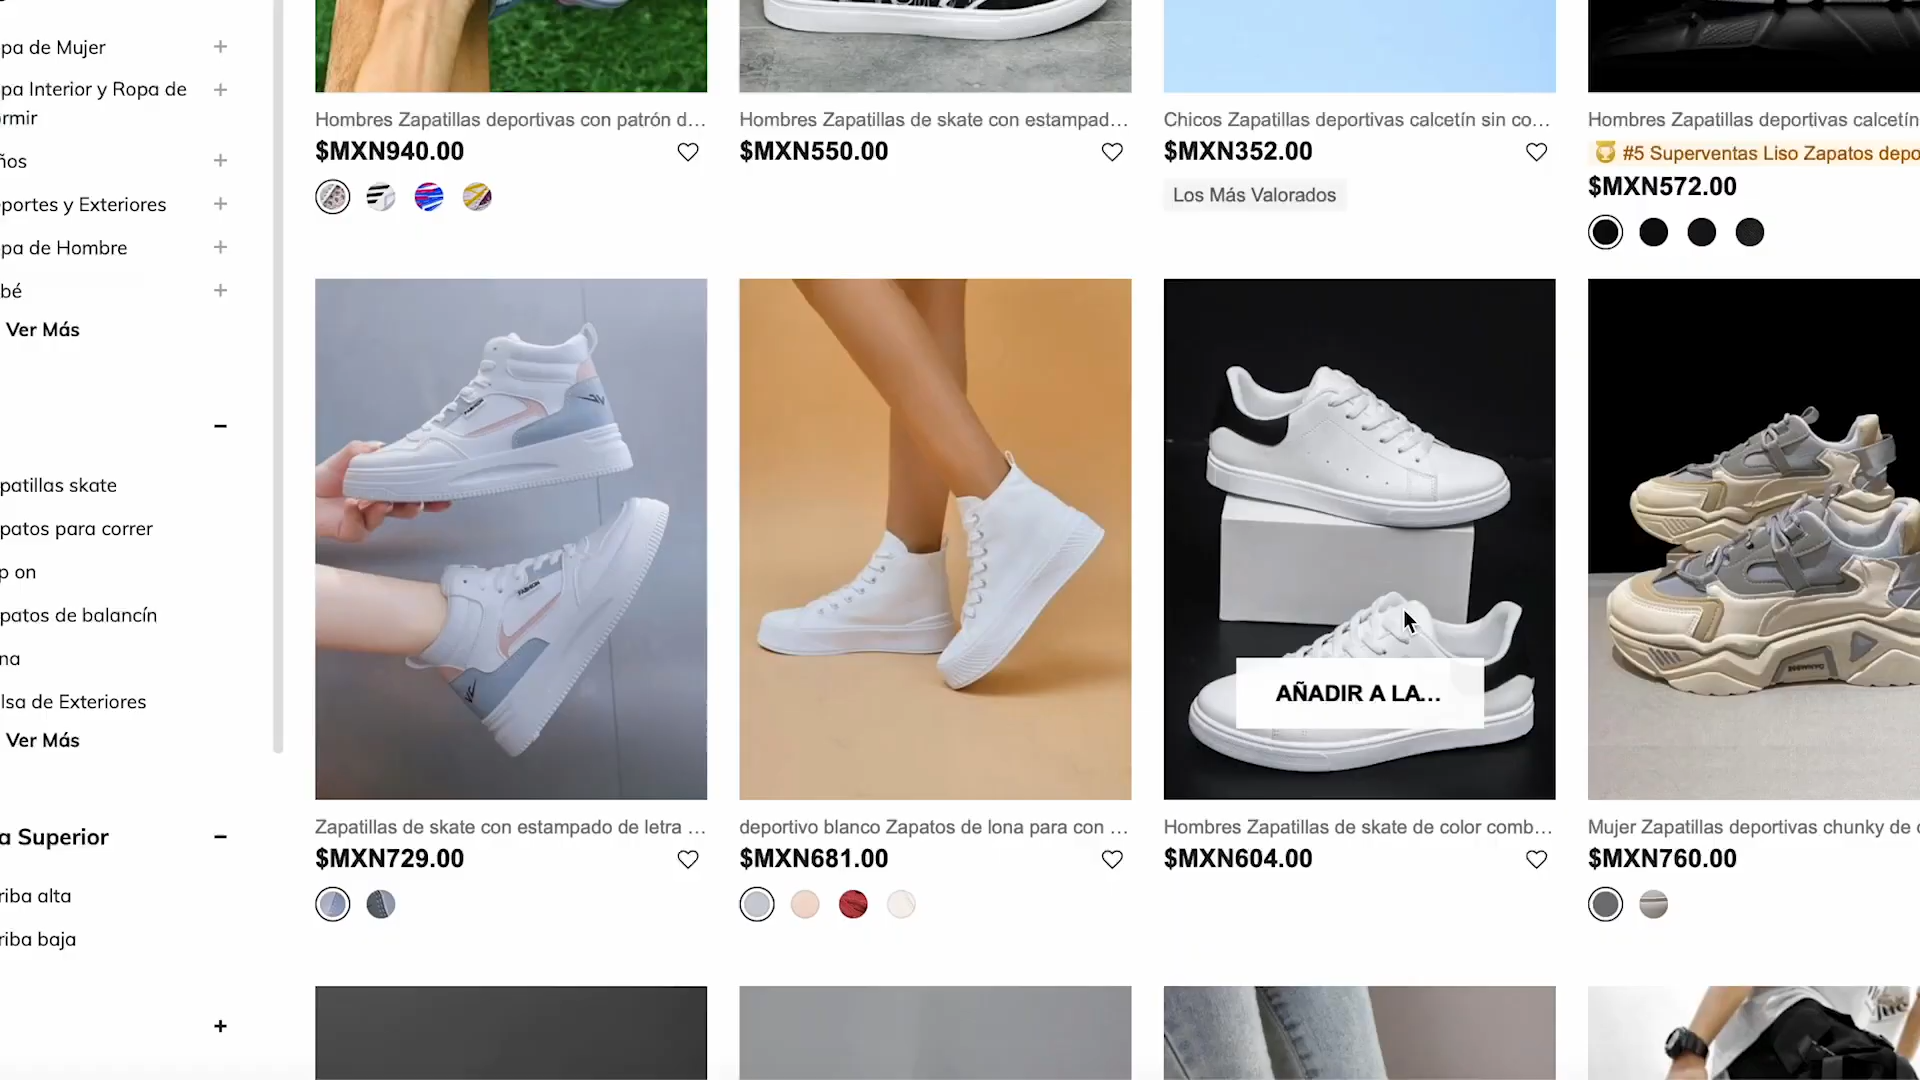 pa de Mujer
pa Interior y Ropa de
rmir
ños
portes y Exteriores
pa de Hombre
bé
Ver Más
patillas skate
patos para correr
p on
patos de balancín
na
lsa de Exteriores
Ver Más
a Superior
riba alta
riba baja
Hombres Zapatillas deportivas con patrón d...
$MXN940.00
Hombres Zapatillas de skate con estampad...
$MXN550.00
Chicos Zapatillas deportivas calcetín sin co...
$MXN352.00
Los Más Valorados
Hombres Zapatillas deportivas calcetín
#5 Superventas Liso Zapatos depo
$MXN572.00
FASHION
FASHION
AÑADIR A LA...
Zapatillas de skate con estampado de letra ...
$MXN729.00
deportivo blanco Zapatos de lona para con ...
$MXN681.00
Hombres Zapatillas de skate de color comb...
$MXN604.00
Mujer Zapatillas deportivas chunky de c
$MXN760.00